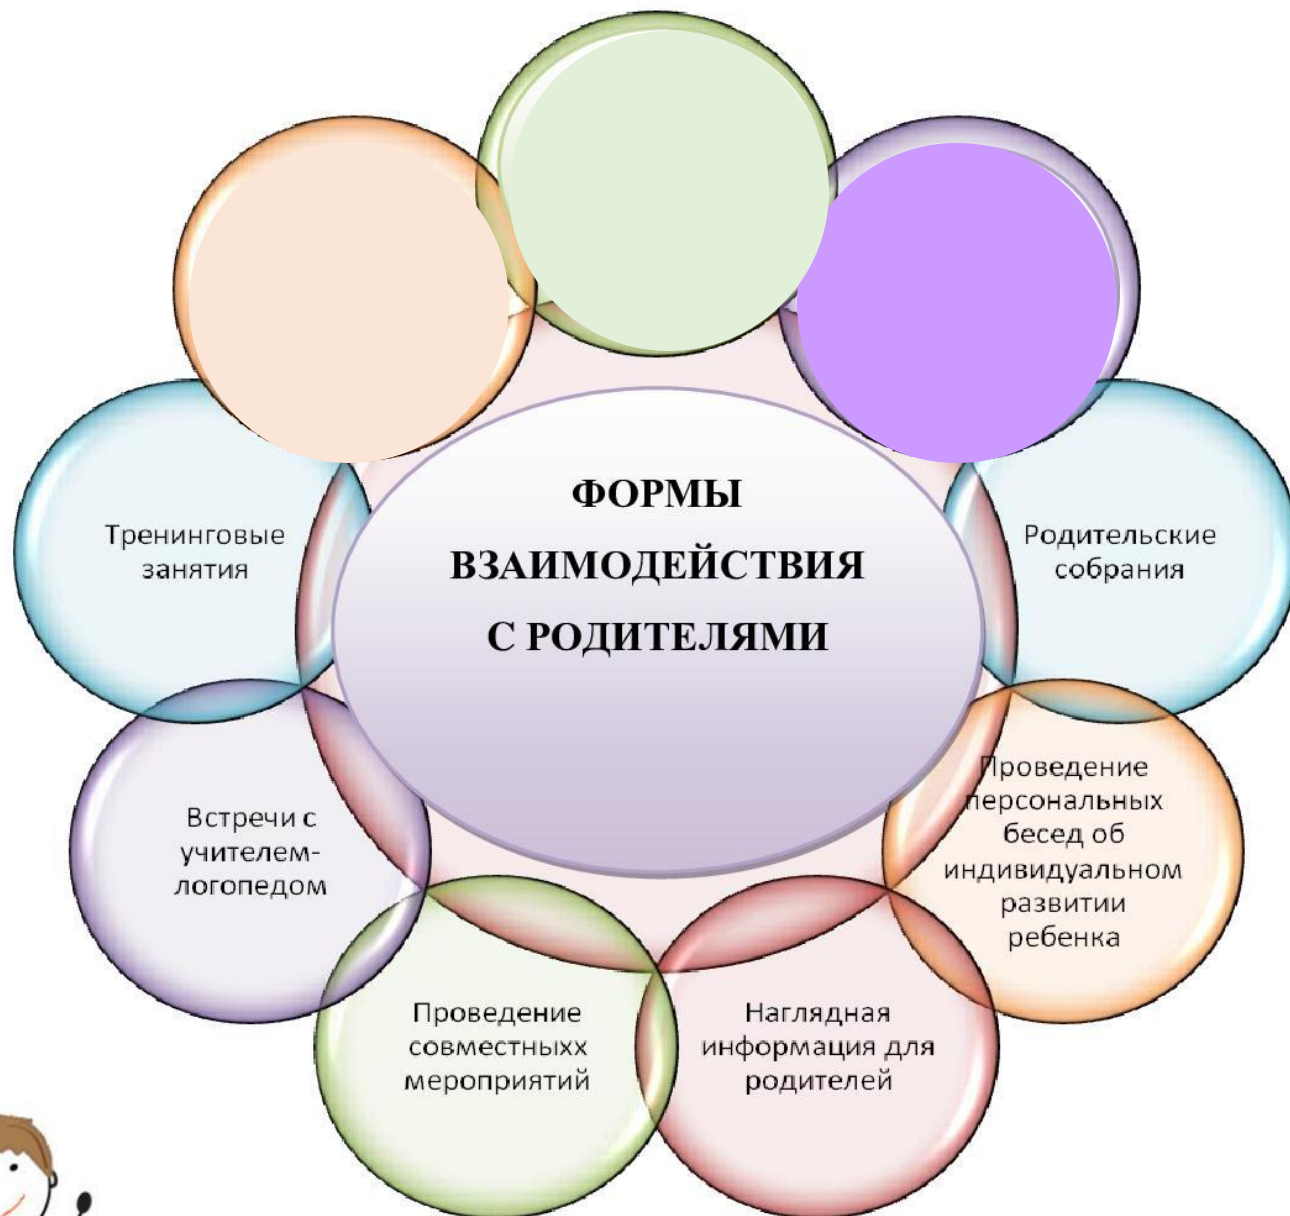 ФОРМЫ
ВЗАИМОДЕЙСТВИЯ
С РОДИТЕЛЯМИ
Родительские
собрания
Проведение
персональных
бесед об
индивидуальном
развитии
ребенка
Наглядная
информация для
родителей
Проведение
совместныхх
мероприятий
Встречи с
учителем-
логопедом
Тренинговые
занятия